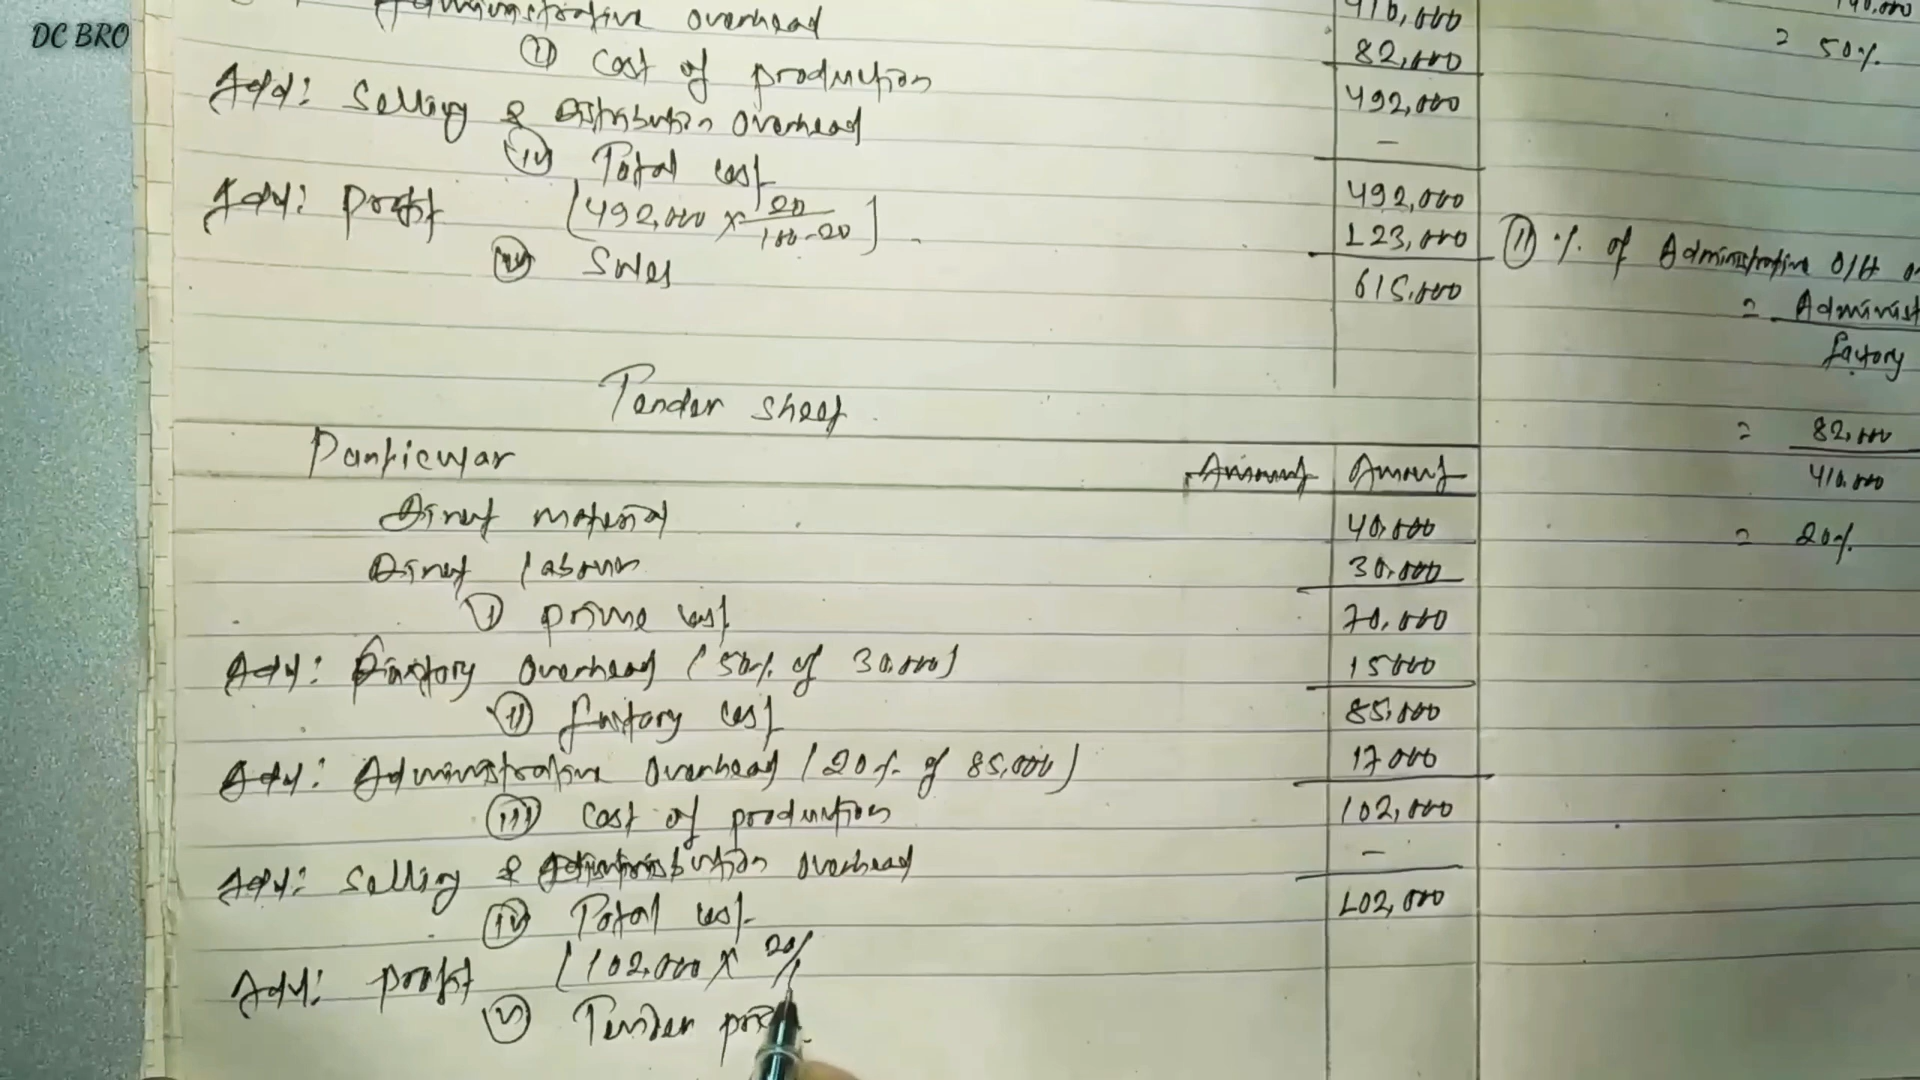 DC BRO
Administrative overhead 410,000
② Cost of production 82,000
Add: Selling & Distribution overhead 492,000
-
(iv) Total cost 492,000
Add: profit [492,000 × 20/100-20] 123,000
Sales 615,000
140,000
= 50%
(ii) % of Administrative O/H
= Administ
factory
= 82,000
410,000
= 20%
Tender sheet
Particular Amount Amount
Direct material 40,000
Direct labour 30,000
(i) prime cost 70,000
Add: Factory overhead (50% of 30,000) 15000
(ii) factory cost 85,000
Add: Administrative overhead (20% of 85,000) 17000
(iii) Cost of production 102,000
Add: Selling & distribution overhead -
(iv) Total cost 102,000
Add: profit (102,000 × 20/
(v) Tender pri